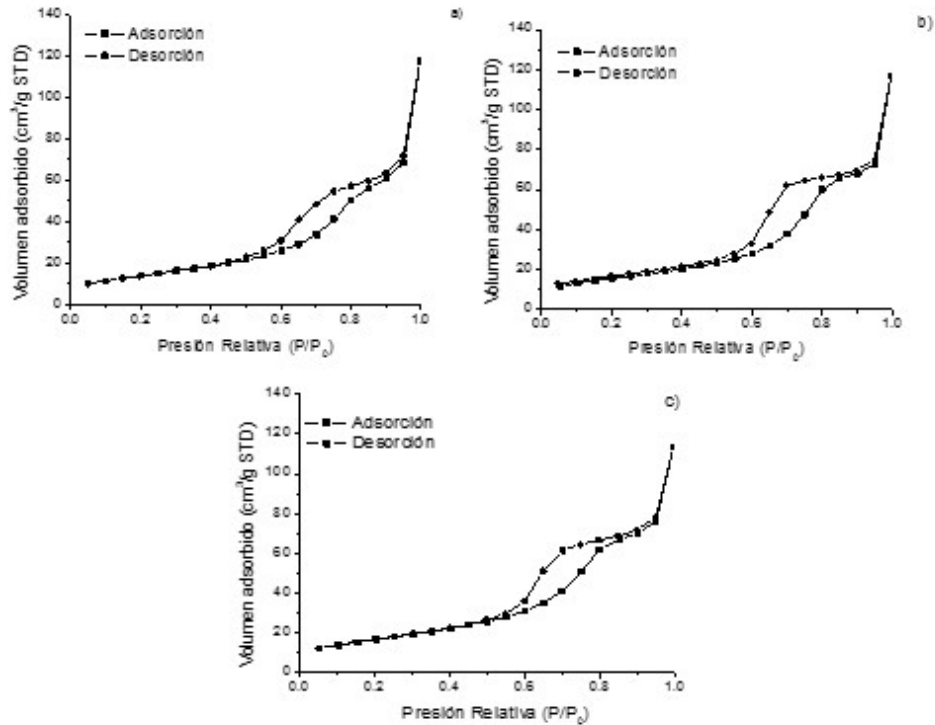 a)
Volumen adsorbido (cm³/g STD)
140
120
100
80
60
40
20
0
Adsorción
Desorción
0.0 0.2 0.4 0.6 0.8 1.0
Presión Relativa (P/P₀)
b)
Volumen adsorbido (cm³/g STD)
140
120
100
80
60
40
20
0
Adsorción
Desorción
0.0 0.2 0.4 0.6 0.8 1.0
Presión Relativa (P/P₀)
c)
Volumen adsorbido (cm³/g STD)
140
120
100
80
60
40
20
0
Adsorción
Desorción
0.0 0.2 0.4 0.6 0.8 1.0
Presión Relativa (P/P₀)